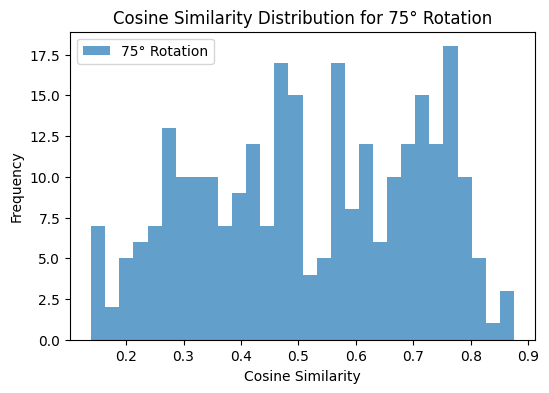 Cosine Similarity Distribution for 75° Rotation
75° Rotation
17.5
15.0
12.5
10.0
7.5
5.0
2.5
0.0
Frequency
0.2 0.3 0.4 0.5 0.6 0.7 0.8 0.9
Cosine Similarity